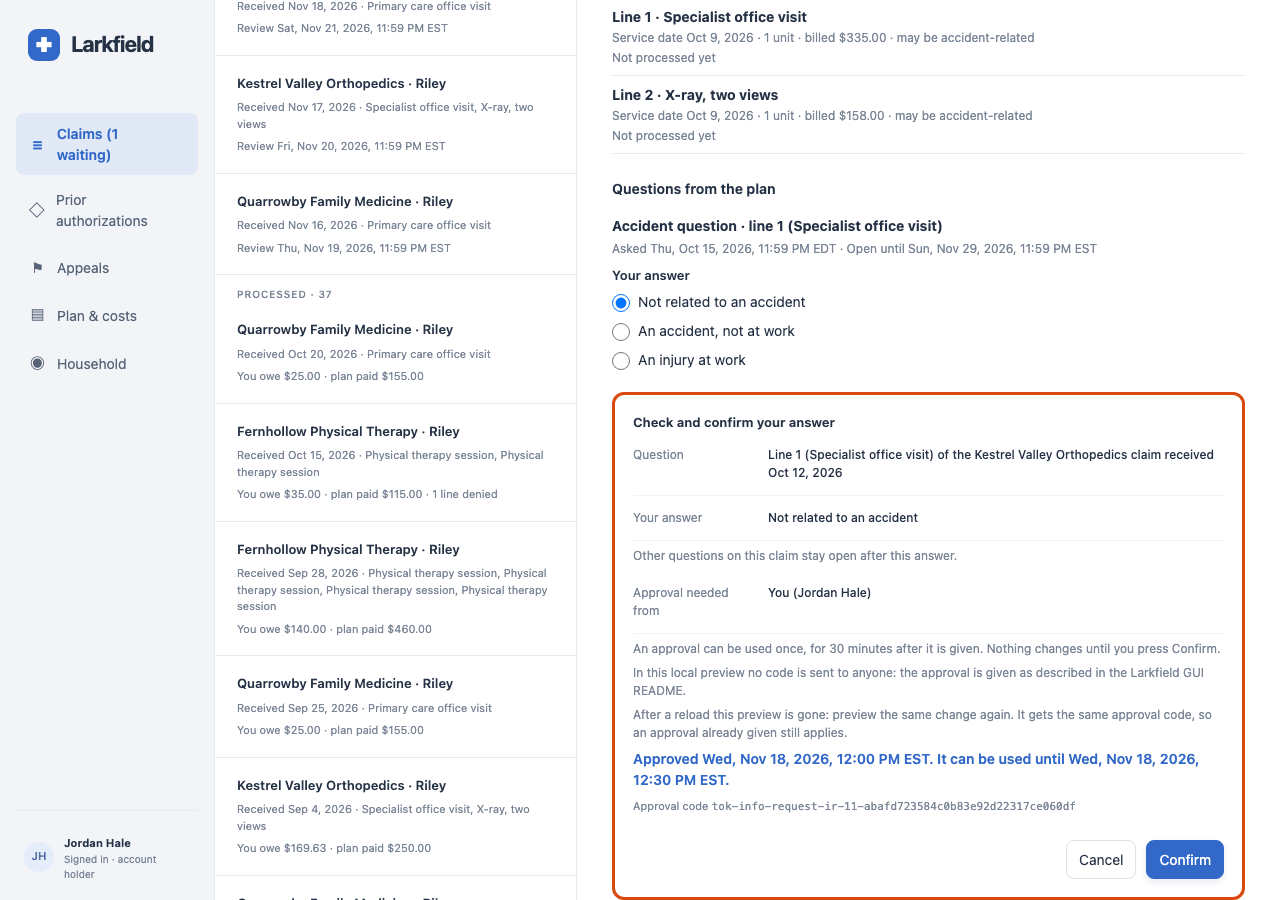 Larkfield
Claims (1
waiting)
Prior
authorizations
Appeals
Plan & costs
Household
JH
Jordan Hale
Signed in · account
holder
Received Nov 18, 2026 · Primary care office visit
Review Sat, Nov 21, 2026, 11:59 PM EST
Kestrel Valley Orthopedics · Riley
Received Nov 17, 2026 · Specialist office visit, X-ray, two
views
Review Fri, Nov 20, 2026, 11:59 PM EST
Quarrowby Family Medicine · Riley
Received Nov 16, 2026 · Primary care office visit
Review Thu, Nov 19, 2026, 11:59 PM EST
PROCESSED · 37
Quarrowby Family Medicine · Riley
Received Oct 20, 2026 · Primary care office visit
You owe $25.00 · plan paid $155.00
Fernhollow Physical Therapy · Riley
Received Oct 15, 2026 · Physical therapy session, Physical
therapy session
You owe $35.00 · plan paid $115.00 · 1 line denied
Fernhollow Physical Therapy · Riley
Received Sep 28, 2026 · Physical therapy session, Physical
therapy session, Physical therapy session, Physical therapy
session
You owe $140.00 · plan paid $460.00
Quarrowby Family Medicine · Riley
Received Sep 25, 2026 · Primary care office visit
You owe $25.00 · plan paid $155.00
Kestrel Valley Orthopedics · Riley
Received Sep 4, 2026 · Specialist office visit, X-ray, two
views
You owe $169.63 · plan paid $250.00
Line 1 · Specialist office visit
Service date Oct 9, 2026 · 1 unit · billed $335.00 · may be accident-related
Not processed yet
Line 2 · X-ray, two views
Service date Oct 9, 2026 · 1 unit · billed $158.00 · may be accident-related
Not processed yet
Questions from the plan
Accident question · line 1 (Specialist office visit)
Asked Thu, Oct 15, 2026, 11:59 PM EDT · Open until Sun, Nov 29, 2026, 11:59 PM EST
Your answer
Not related to an accident
An accident, not at work
An injury at work
Check and confirm your answer
Question
Line 1 (Specialist office visit) of the Kestrel Valley Orthopedics claim received
Oct 12, 2026
Your answer
Not related to an accident
Other questions on this claim stay open after this answer.
Approval needed
from
You (Jordan Hale)
An approval can be used once, for 30 minutes after it is given. Nothing changes until you press Confirm.
In this local preview no code is sent to anyone: the approval is given as described in the Larkfield GUI
README.
After a reload this preview is gone: preview the same change again. It gets the same approval code, so
an approval already given still applies.
Approved Wed, Nov 18, 2026, 12:00 PM EST. It can be used until Wed, Nov 18, 2026,
12:30 PM EST.
Approval code tok-info-request-ir-11-abafd723584c0b83e92d22317ce060df
Cancel
Confirm